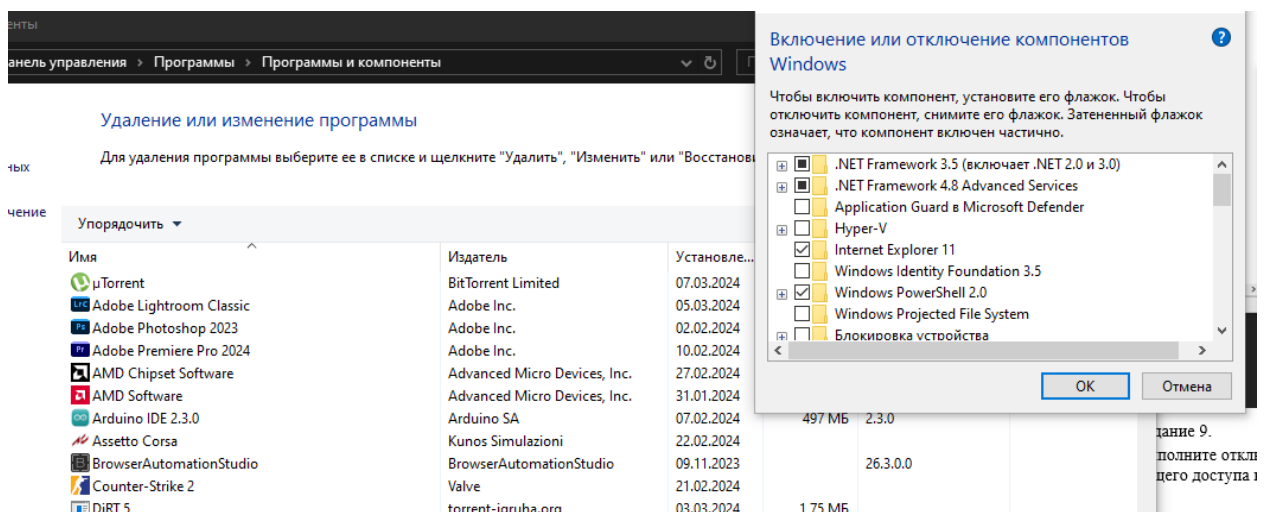 енты
анель управления › Программы › Программы и компоненты
Удаление или изменение программы
Для удаления программы выберите ее в списке и щелкните "Удалить", "Изменить" или "Восстанови
ных
чение
Упорядочить
Имя Издатель Установле...
µTorrent BitTorrent Limited 07.03.2024
Adobe Lightroom Classic Adobe Inc. 05.03.2024
Adobe Photoshop 2023 Adobe Inc. 02.02.2024
Adobe Premiere Pro 2024 Adobe Inc. 10.02.2024
AMD Chipset Software Advanced Micro Devices, Inc. 27.02.2024
AMD Software Advanced Micro Devices, Inc. 31.01.2024
Arduino IDE 2.3.0 Arduino SA 07.02.2024 497 МБ 2.3.0
Assetto Corsa Kunos Simulazioni 22.02.2024
BrowserAutomationStudio BrowserAutomationStudio 09.11.2023 26.3.0.0
Counter-Strike 2 Valve 21.02.2024
DiRT 5 torrent-igruha.org 03.03.2024 1,75 МБ
Включение или отключение компонентов
Windows
Чтобы включить компонент, установите его флажок. Чтобы
отключить компонент, снимите его флажок. Затененный флажок
означает, что компонент включен частично.
.NET Framework 3.5 (включает .NET 2.0 и 3.0)
.NET Framework 4.8 Advanced Services
Application Guard в Microsoft Defender
Hyper-V
Internet Explorer 11
Windows Identity Foundation 3.5
Windows PowerShell 2.0
Windows Projected File System
Блокировка устройства
ОК Отмена
дание 9.
полните откл
щего доступа